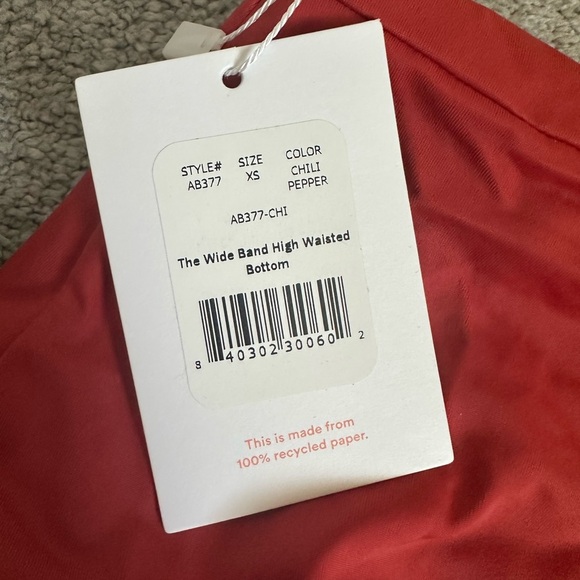 STYLE# SIZE COLOR
AB377 XS CHILI
PEPPER
AB377-CHI
The Wide Band High Waisted
Bottom
8 40302 30060 2
This is made from
100% recycled paper.